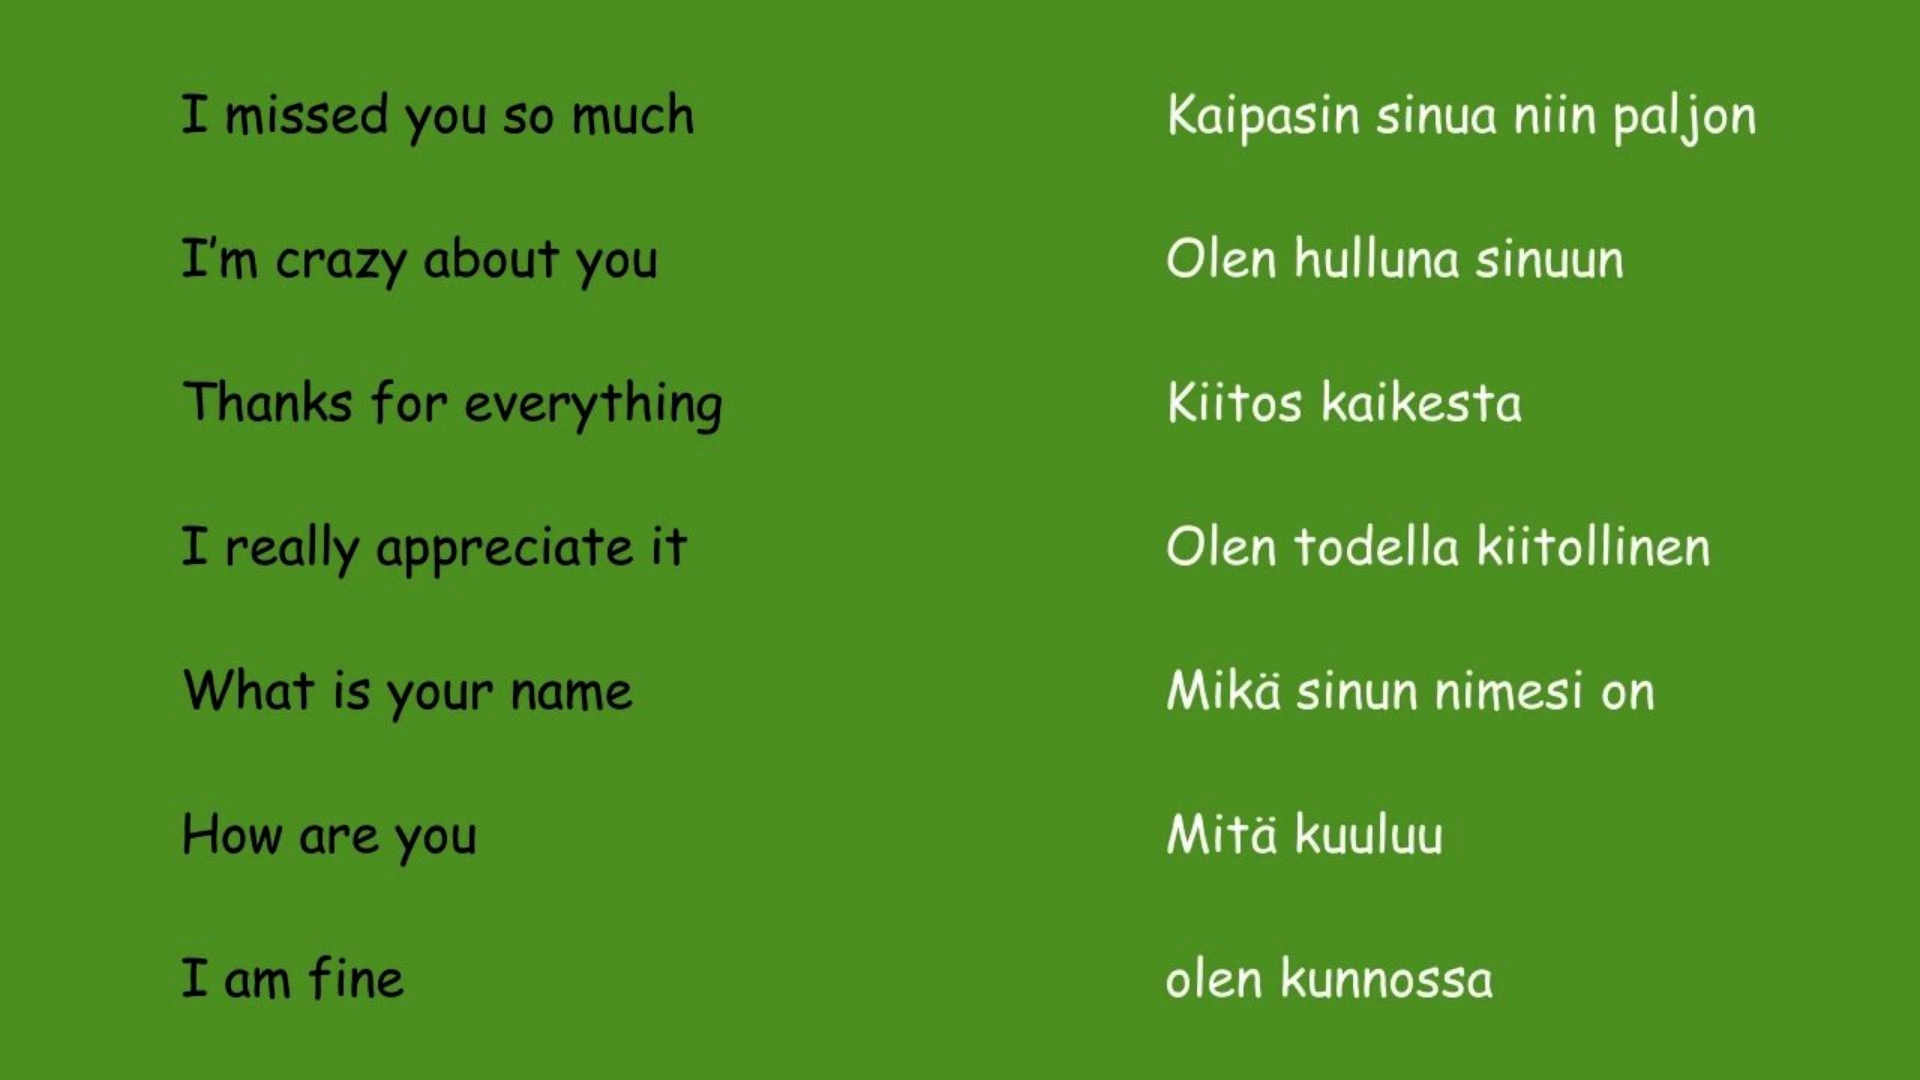 I missed you so much Kaipasin sinua niin paljon
I’m crazy about you Olen hulluna sinuun
Thanks for everything Kiitos kaikesta
I really appreciate it Olen todella kiitollinen
What is your name Mikä sinun nimesi on
How are you Mitä kuuluu
I am fine olen kunnossa